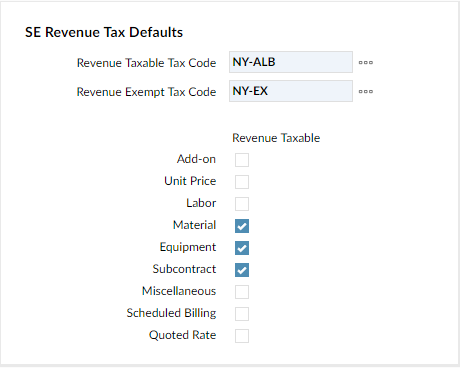 SE Revenue Tax Defaults
Revenue Taxable Tax Code NY-ALB
Revenue Exempt Tax Code NY-EX
Revenue Taxable
Add-on
Unit Price
Labor
Material
Equipment
Subcontract
Miscellaneous
Scheduled Billing
Quoted Rate